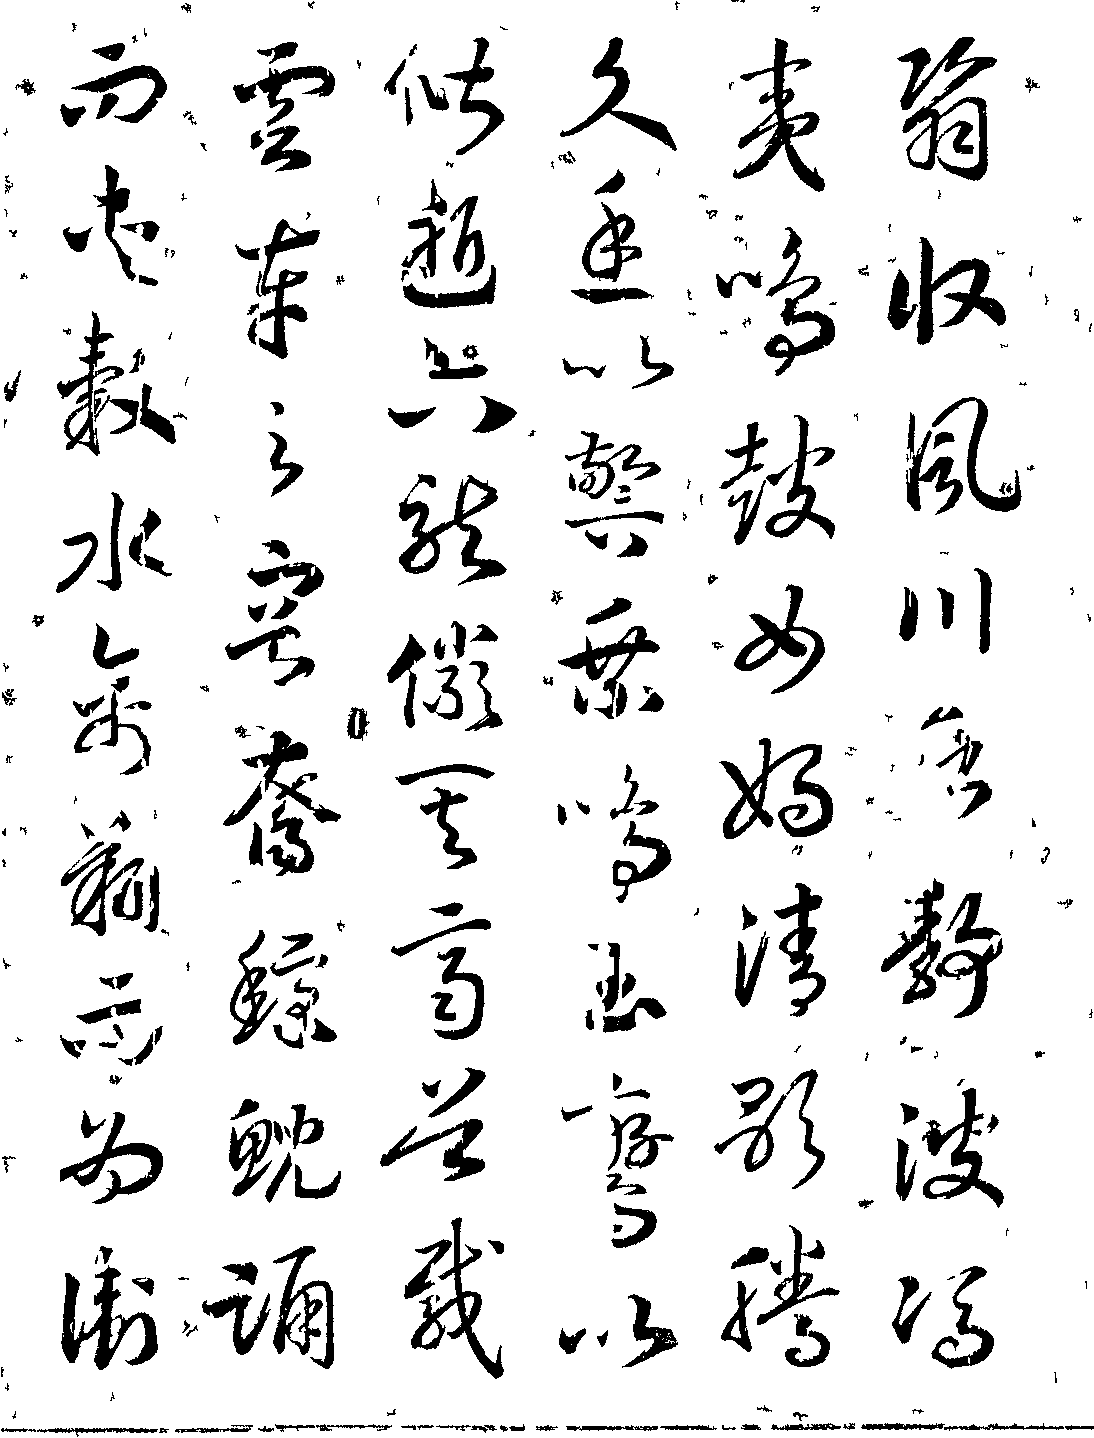 翳收風川后靜波馮
夷鳴鼓女媧清歌騰
文魚以警乘鳴玉鸞以
偕逝六龍儼其齊首載
雲車之容裔鯨鯢踊
而夾轂水禽翔而為衛